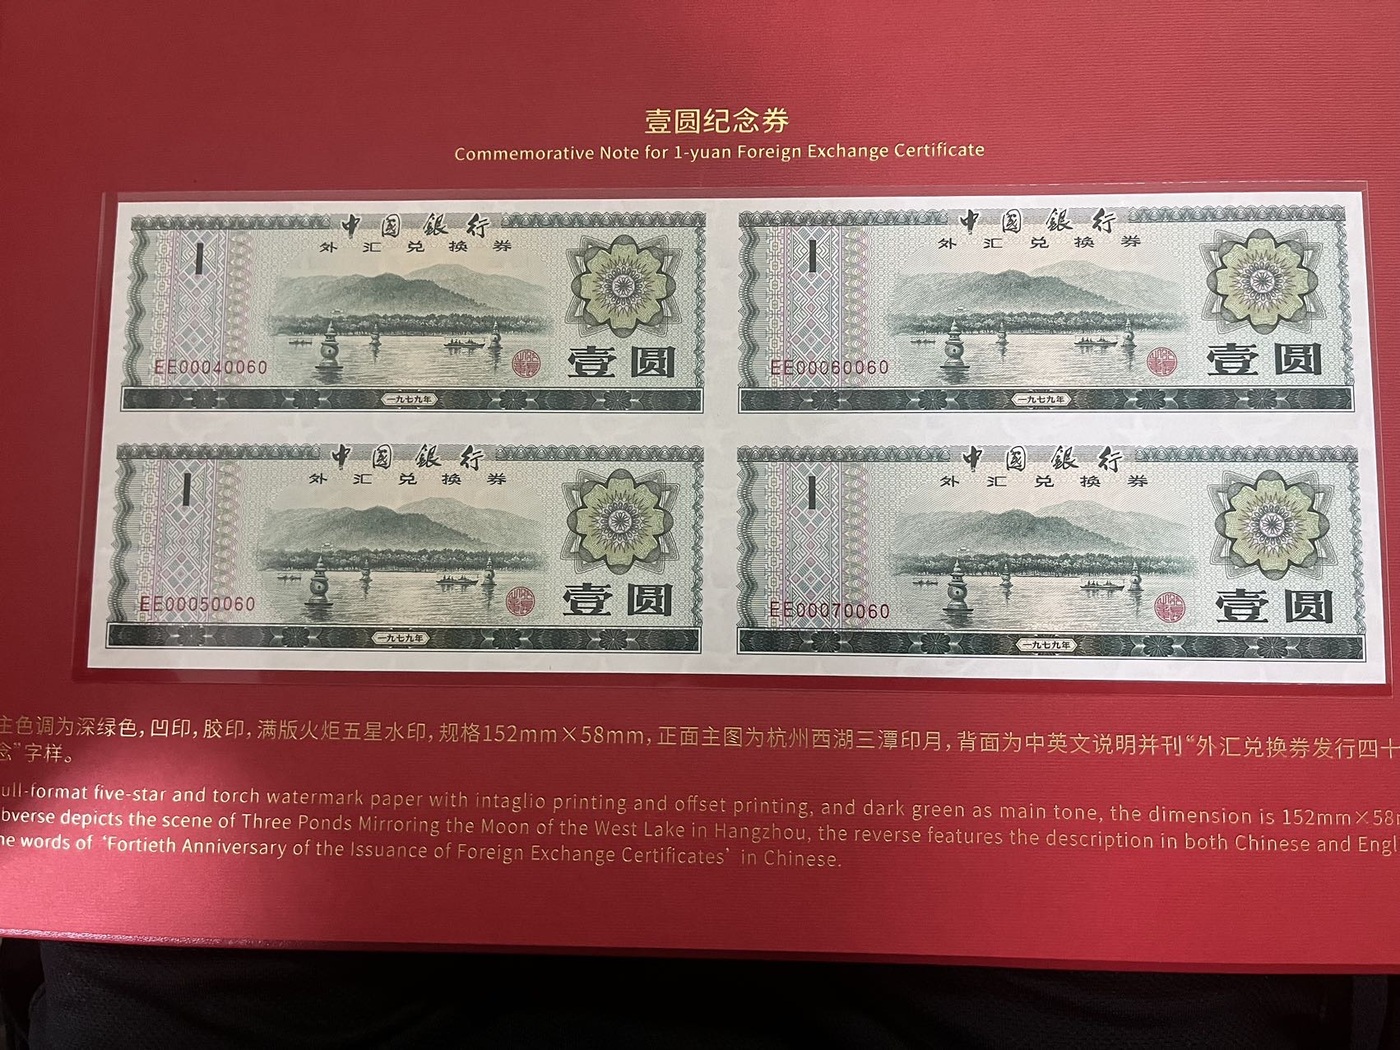 壹圆纪念券
Commemorative Note for 1-yuan Foreign Exchange Certificate
中國銀行
外汇兑换券
1
EE00040060
壹圆
一九七九年
中國銀行
外汇兑换券
1
EE00060060
壹圆
一九七九年
中國銀行
外汇兑换券
1
EE00050060
壹圆
一九七九年
中國銀行
外汇兑换券
1
EE00070060
壹圆
一九七九年
主色调为深绿色，凹印，胶印，满版火炬五星水印，规格152mm×58mm，正面主图为杭州西湖三潭印月，背面为中英文说明并刊“外汇兑换券发行四十
念”字样。
ull-format five-star and torch watermark paper with intaglio printing and offset printing, and dark green as main tone, the dimension is 152mm×58
bverse depicts the scene of Three Ponds Mirroring the Moon of the West Lake in Hangzhou, the reverse features the description in both Chinese and Engl
he words of ‘Fortieth Anniversary of the Issuance of Foreign Exchange Certificates’ in Chinese.